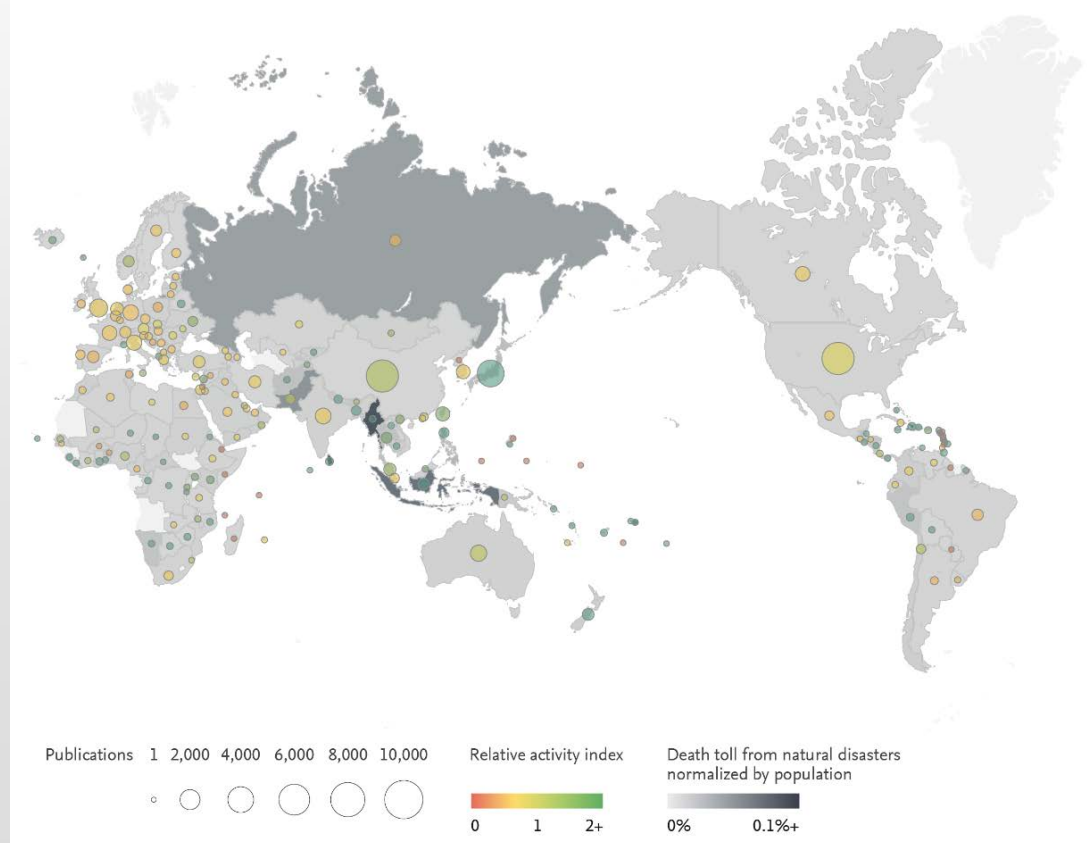 Publications 1 2,000 4,000 6,000 8,000 10,000
Relative activity index
0 1 2+
Death toll from natural disasters
normalized by population
0% 0.1%+